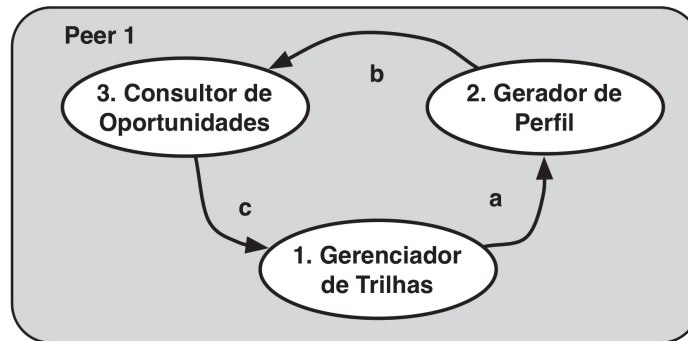 Peer 1
3. Consultor de
Oportunidades
b
2. Gerador de
Perfil
c
a
1. Gerenciador
de Trilhas